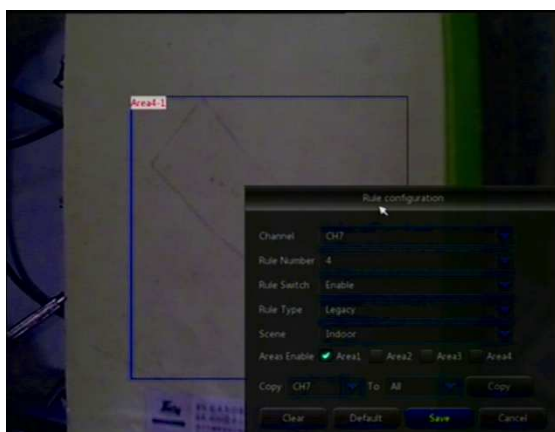 Area4-1
Rule configuration
Channel CH7
Rule Number 4
Rule Switch Enable
Rule Type Legacy
Scene Indoor
Areas Enable Area1 Area2 Area3 Area4
Copy CH7 To All Copy
Clear Default Save Cancel